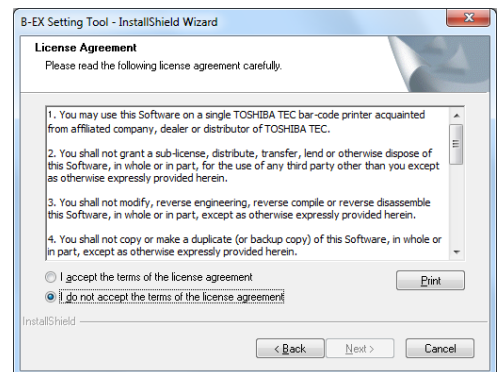 B-EX Setting Tool - InstallShield Wizard
License Agreement
Please read the following license agreement carefully.
1. You may use this Software on a single TOSHIBA TEC bar-code printer acquainted
from affiliated company, dealer or distributor of TOSHIBA TEC.
2. You shall not grant a sub-license, distribute, transfer, lend or otherwise dispose of
this Software, in whole or in part, for the use of any third party other than you except
as otherwise expressly provided herein.
3. You shall not modify, reverse engineering, reverse compile or reverse disassemble
this Software, in whole or in part, except as otherwise expressly provided herein.
4. You shall not copy or make a duplicate (or backup copy) of this Software, in whole or
in part, except as otherwise expressly provided herein.
I accept the terms of the license agreement
Print
I do not accept the terms of the license agreement
InstallShield
< Back Next > Cancel